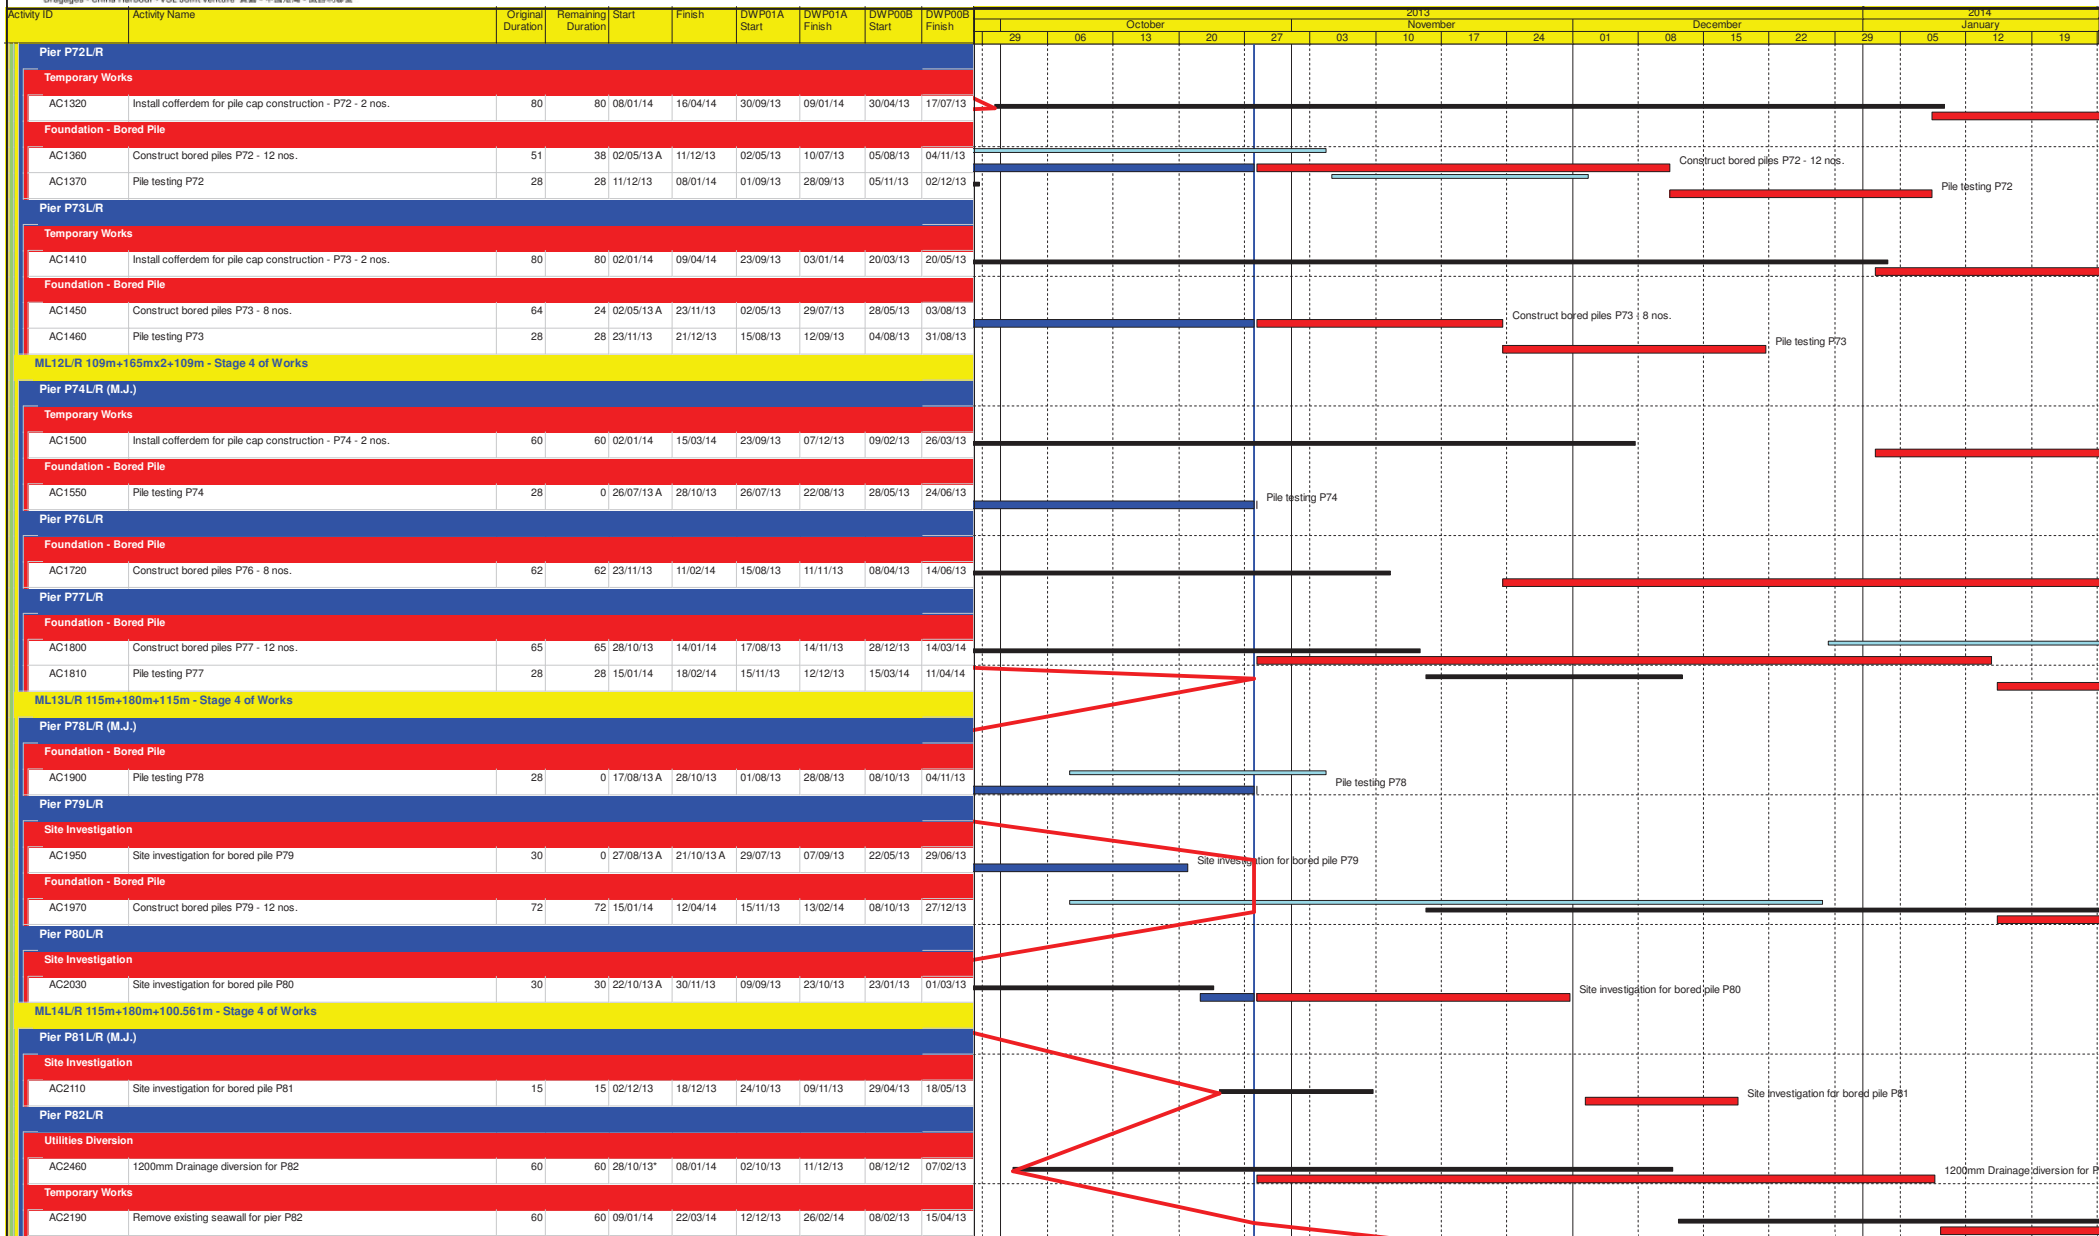 Activity ID Activity Name Original Duration Remaining Duration Start Finish DWP01A Start DWP01A Finish DWP00B Start DWP00B Finish
2013 2014
October November December January
29 06 13 20 27 03 10 17 24 01 08 15 22 29 05 12 19
Pier P72L/R
Temporary Works
AC1320 Install cofferdem for pile cap construction - P72 - 2 nos. 80 80 08/01/14 16/04/14 30/09/13 09/01/14 30/04/13 17/07/13
Foundation - Bored Pile
AC1360 Construct bored piles P72 - 12 nos. 51 38 02/05/13 A 11/12/13 02/05/13 10/07/13 05/08/13 04/11/13 Construct bored piles P72 - 12 nos.
AC1370 Pile testing P72 28 28 11/12/13 08/01/14 01/09/13 28/09/13 05/11/13 02/12/13 Pile testing P72
Pier P73L/R
Temporary Works
AC1410 Install cofferdem for pile cap construction - P73 - 2 nos. 80 80 02/01/14 09/04/14 23/09/13 03/01/14 20/03/13 20/05/13
Foundation - Bored Pile
AC1450 Construct bored piles P73 - 8 nos. 64 24 02/05/13 A 23/11/13 02/05/13 29/07/13 28/05/13 03/08/13 Construct bored piles P73 - 8 nos.
AC1460 Pile testing P73 28 28 23/11/13 21/12/13 15/08/13 12/09/13 04/08/13 31/08/13 Pile testing P73
ML12L/R 109m+165mx2+109m - Stage 4 of Works
Pier P74L/R (M.J.)
Temporary Works
AC1500 Install cofferdem for pile cap construction - P74 - 2 nos. 60 60 02/01/14 15/03/14 23/09/13 07/12/13 09/02/13 26/03/13
Foundation - Bored Pile
AC1550 Pile testing P74 28 0 26/07/13 A 28/10/13 26/07/13 22/08/13 28/05/13 24/06/13 Pile testing P74
Pier P76L/R
Foundation - Bored Pile
AC1720 Construct bored piles P76 - 8 nos. 62 62 23/11/13 11/02/14 15/08/13 11/11/13 08/04/13 14/06/13
Pier P77L/R
Foundation - Bored Pile
AC1800 Construct bored piles P77 - 12 nos. 65 65 28/10/13 14/01/14 17/08/13 14/11/13 28/12/13 14/03/14
AC1810 Pile testing P77 28 28 15/01/14 18/02/14 15/11/13 12/12/13 15/03/14 11/04/14
ML13L/R 115m+180m+115m - Stage 4 of Works
Pier P78L/R (M.J.)
Foundation - Bored Pile
AC1900 Pile testing P78 28 0 17/08/13 A 28/10/13 01/08/13 28/08/13 08/10/13 04/11/13 Pile testing P78
Pier P79L/R
Site Investigation
AC1950 Site investigation for bored pile P79 30 0 27/08/13 A 21/10/13 A 29/07/13 07/09/13 22/05/13 29/06/13 Site investigation for bored pile P79
Foundation - Bored Pile
AC1970 Construct bored piles P79 - 12 nos. 72 72 15/01/14 12/04/14 15/11/13 13/02/14 08/10/13 27/12/13
Pier P80L/R
Site Investigation
AC2030 Site investigation for bored pile P80 30 30 22/10/13 A 30/11/13 09/09/13 23/10/13 23/01/13 01/03/13 Site investigation for bored pile P80
ML14L/R 115m+180m+100.561m - Stage 4 of Works
Pier P81L/R (M.J.)
Site Investigation
AC2110 Site investigation for bored pile P81 15 15 02/12/13 18/12/13 24/10/13 09/11/13 29/04/13 18/05/13 Site investigation for bored pile P81
Pier P82L/R
Utilities Diversion
AC2460 1200mm Drainage diversion for P82 60 60 28/10/13* 08/01/14 02/10/13 11/12/13 08/12/12 07/02/13 1200mm Drainage diversion for P
Temporary Works
AC2190 Remove existing seawall for pier P82 60 60 09/01/14 22/03/14 12/12/13 26/02/14 08/02/13 15/04/13